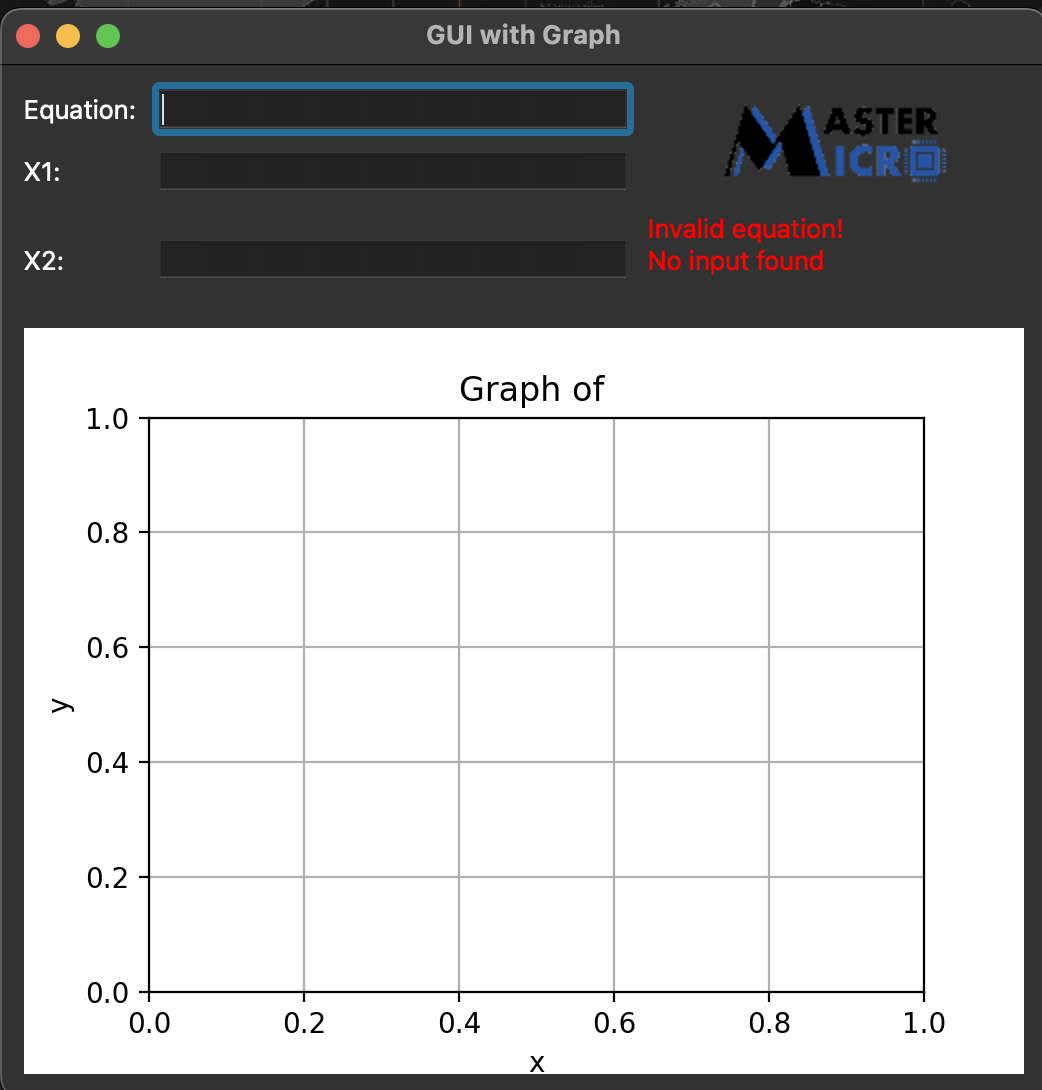 GUI with Graph
Equation:
MASTER
MICRO
X1:
Invalid equation!
X2:
No input found
Graph of
1.0
0.8
0.6
0.4
0.2
0.0
y
0.0 0.2 0.4 0.6 0.8 1.0
x